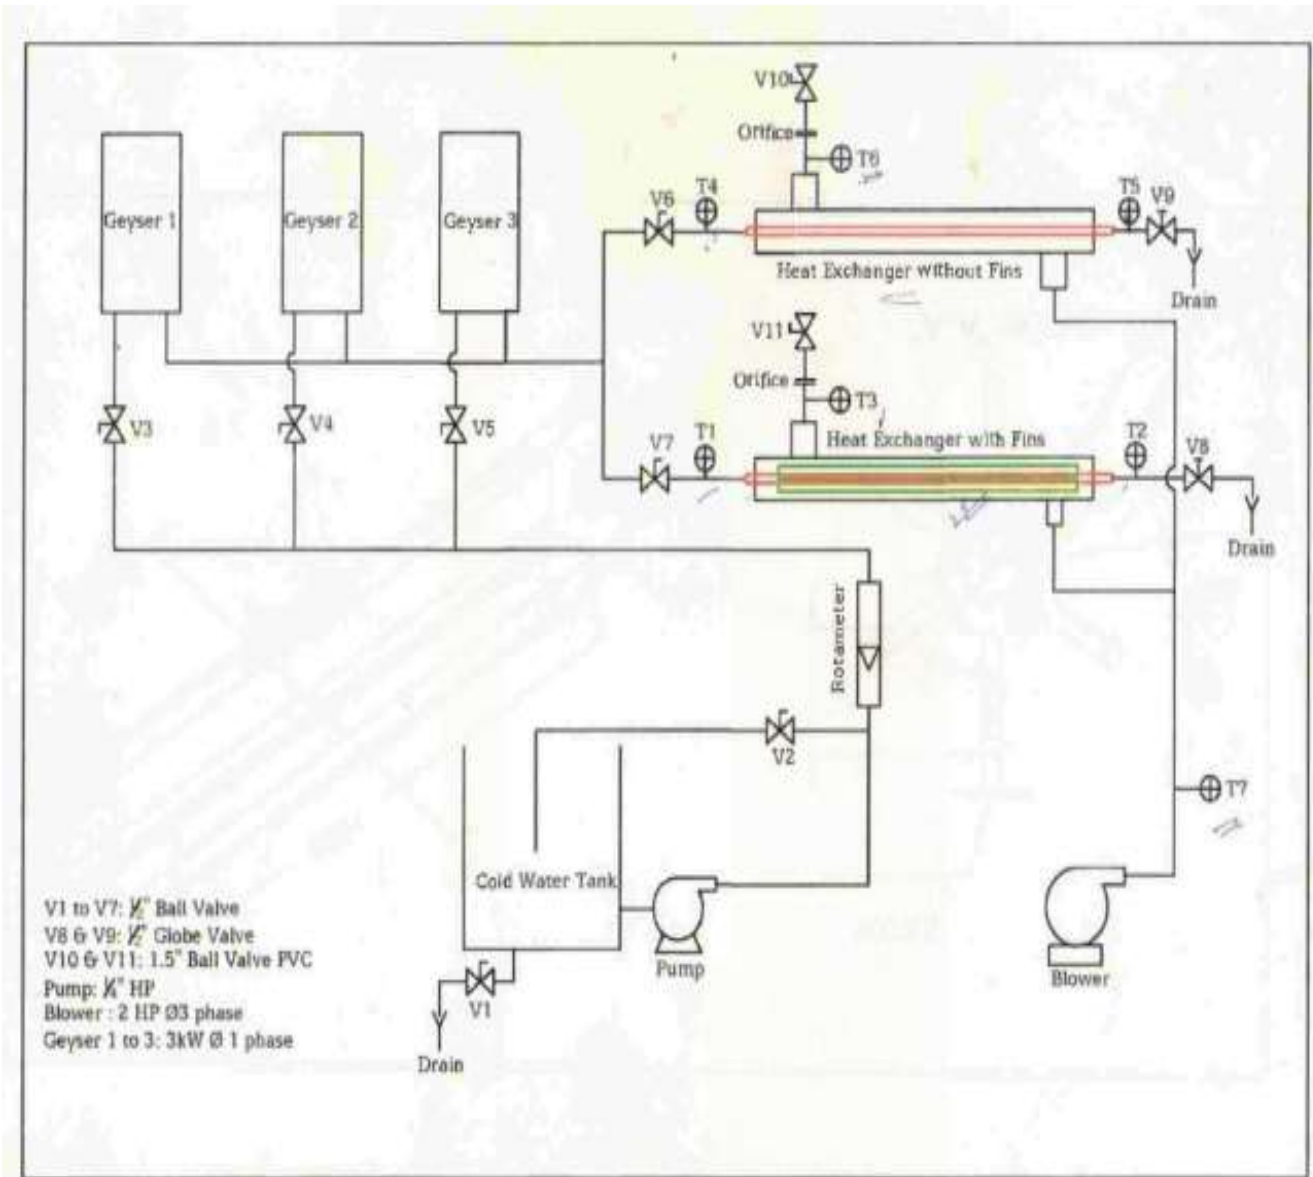 V10
Orifice
T6
Geyser 1
Geyser 2
Geyser 3
V6
T4
T5
V9
Heat Exchanger without Fins
Drain
V11
Orifice
T3
V3
V4
V5
V7
T1
Heat Exchanger with Fins
T2
V8
Drain
Rotameter
V2
T7
Cold Water Tank
Pump
Blower
V1
Drain
V1 to V7: ½" Ball Valve
V8 & V9: ½" Globe Valve
V10 & V11: 1.5" Ball Valve PVC
Pump: ¼" HP
Blower : 2 HP Ø3 phase
Geyser 1 to 3: 3kW Ø 1 phase